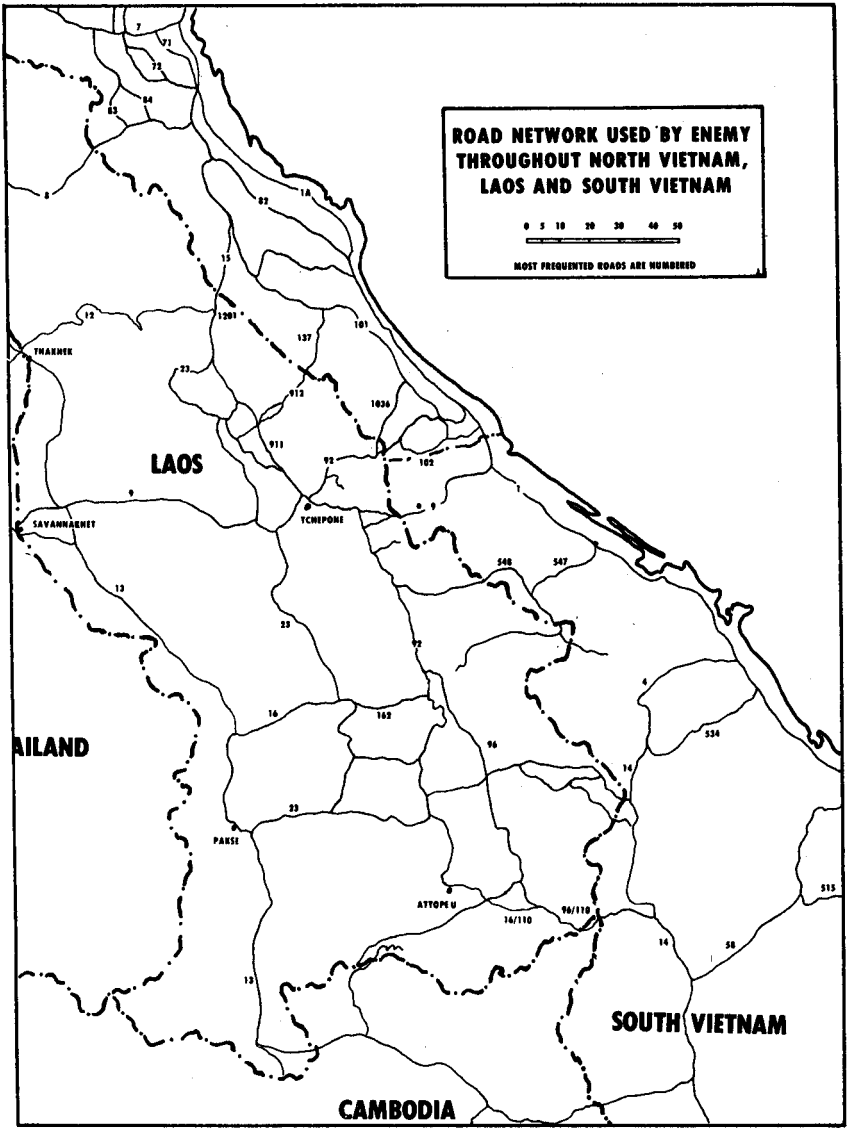 7
71
72
84
83
8
1A
82
ROAD NETWORK USED BY ENEMY
THROUGHOUT NORTH VIETNAM,
LAOS AND SOUTH VIETNAM
0 5 10 20 30 40 50
MOST FREQUENTED ROADS ARE NUMBERED
15
12
1201
137
101
THAKHEK
23
912
1036
911
LAOS
92
102
9
1
9
SAVANNAKHET
TCHEPONE
548
547
13
23
92
4
16
162
534
AILAND
96
14
23
PAKSE
515
ATTOPEU
16/110
96/110
14
58
13
SOUTH VIETNAM
CAMBODIA